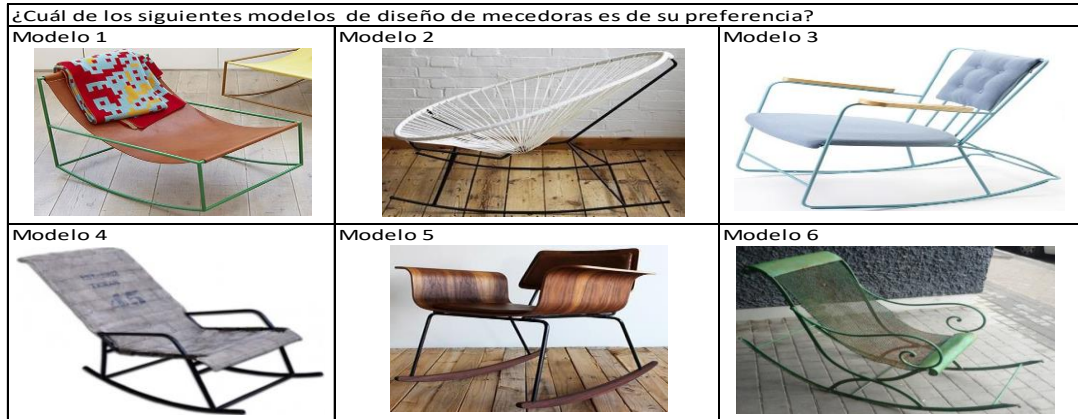 ¿Cuál de los siguientes modelos de diseño de mecedoras es de su preferencia?
Modelo 1
Modelo 2
Modelo 3
Modelo 4
45
Modelo 5
Modelo 6